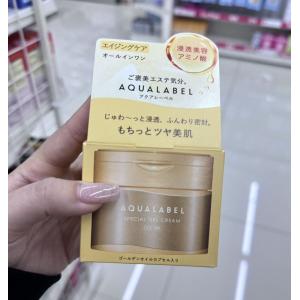 エイジングケア
オールインワン
浸透美容
アミノ酸
ご褒美エステ気分。
AQUALABEL
アクアレーベル
じゅわ〜っと浸透、ふんわり密封。
もちっとツヤ美肌
AQUALABEL
SPECIAL GEL CREAM
ゴールデンオイルカプセル入り